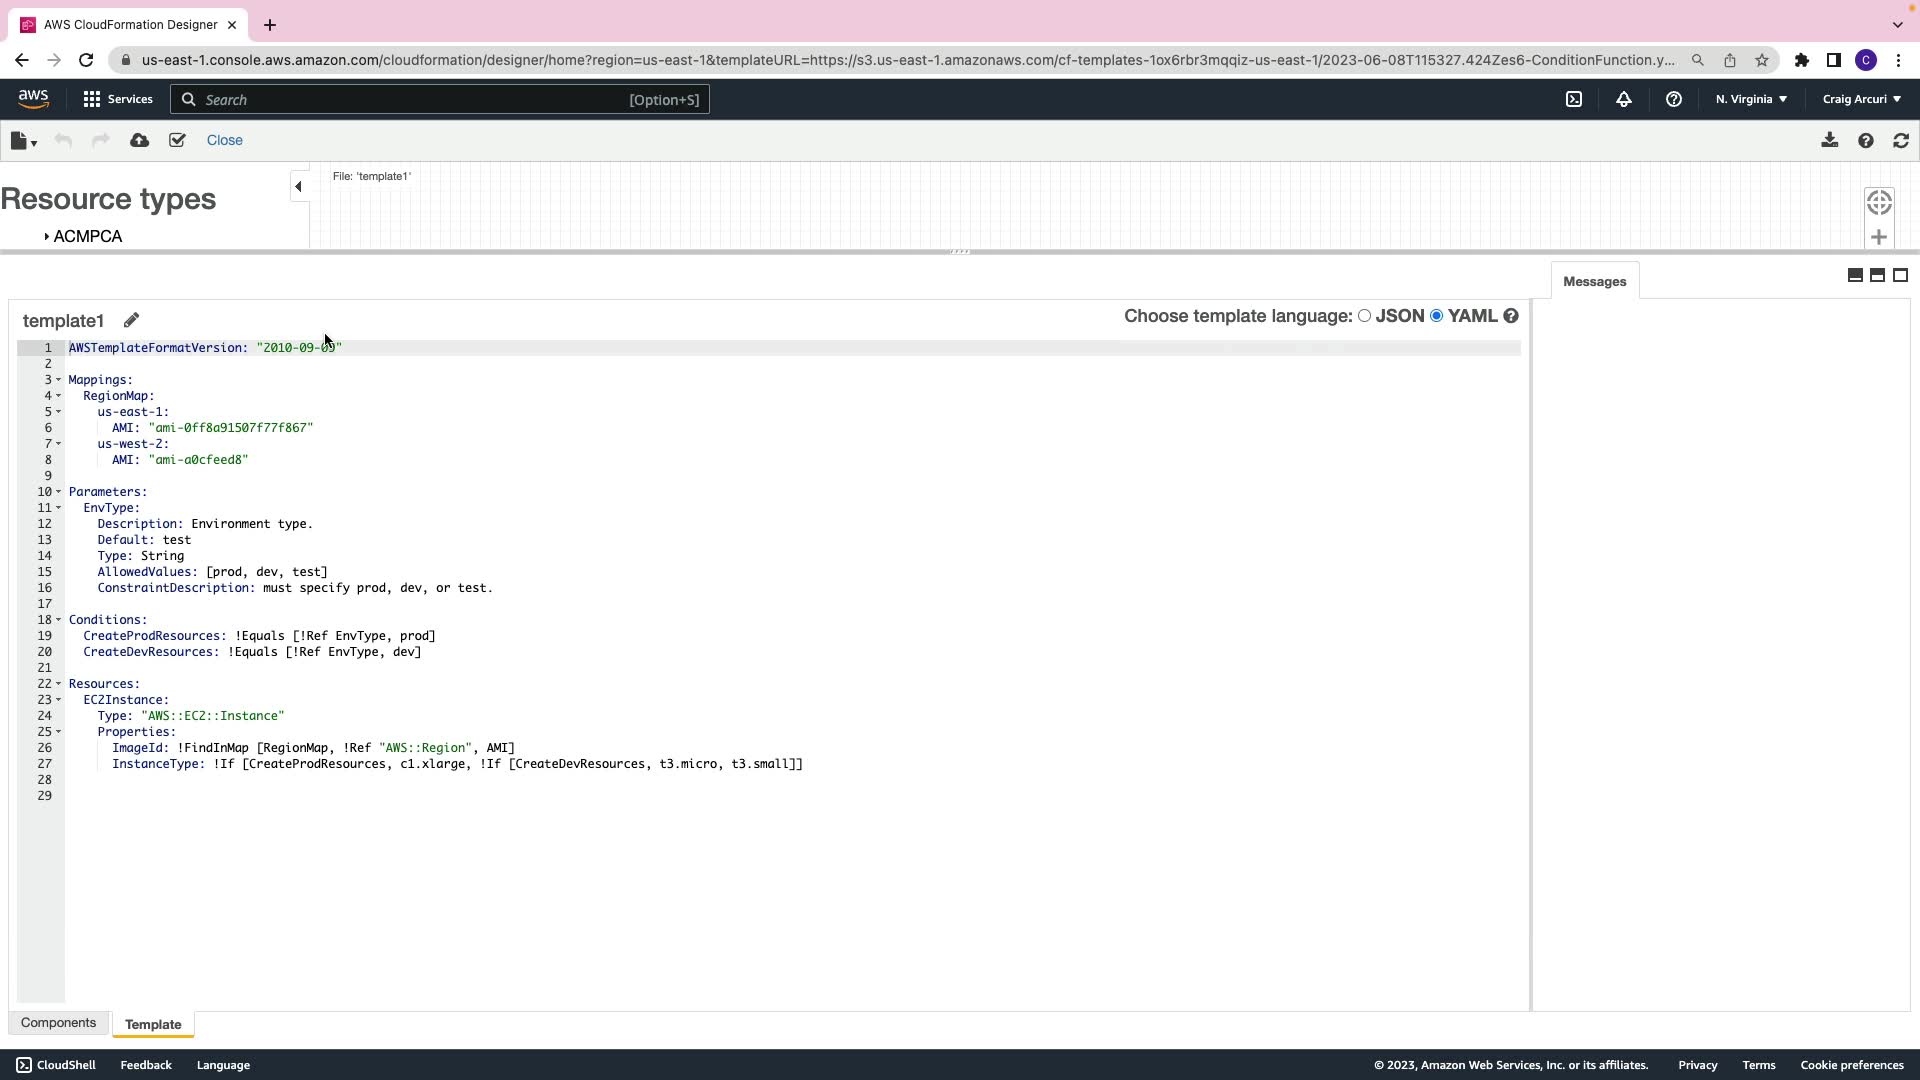 AWS CloudFormation Designer
us-east-1.console.aws.amazon.com/cloudformation/designer/home?region=us-east-1&templateURL=https://s3.us-east-1.amazonaws.com/cf-templates-1ox6rbr3mqqiz-us-east-1/2023-06-08T115327.424Zes6-ConditionFunction.y...
C
aws
Services
Search
[Option+S]
N. Virginia
Craig Arcuri
Close
Resource types
ACMPCA
File: 'template1'
Messages
template1
Choose template language: JSON YAML
1 AWSTemplateFormatVersion: "2010-09-09"
2
3 Mappings:
4 RegionMap:
5 us-east-1:
6 AMI: "ami-0ff8a91507f77f867"
7 us-west-2:
8 AMI: "ami-a0cfeed8"
9
10 Parameters:
11 EnvType:
12 Description: Environment type.
13 Default: test
14 Type: String
15 AllowedValues: [prod, dev, test]
16 ConstraintDescription: must specify prod, dev, or test.
17
18 Conditions:
19 CreateProdResources: !Equals [!Ref EnvType, prod]
20 CreateDevResources: !Equals [!Ref EnvType, dev]
21
22 Resources:
23 EC2Instance:
24 Type: "AWS::EC2::Instance"
25 Properties:
26 ImageId: !FindInMap [RegionMap, !Ref "AWS::Region", AMI]
27 InstanceType: !If [CreateProdResources, c1.xlarge, !If [CreateDevResources, t3.micro, t3.small]]
28
29
Components
Template
CloudShell
Feedback
Language
© 2023, Amazon Web Services, Inc. or its affiliates.
Privacy
Terms
Cookie preferences